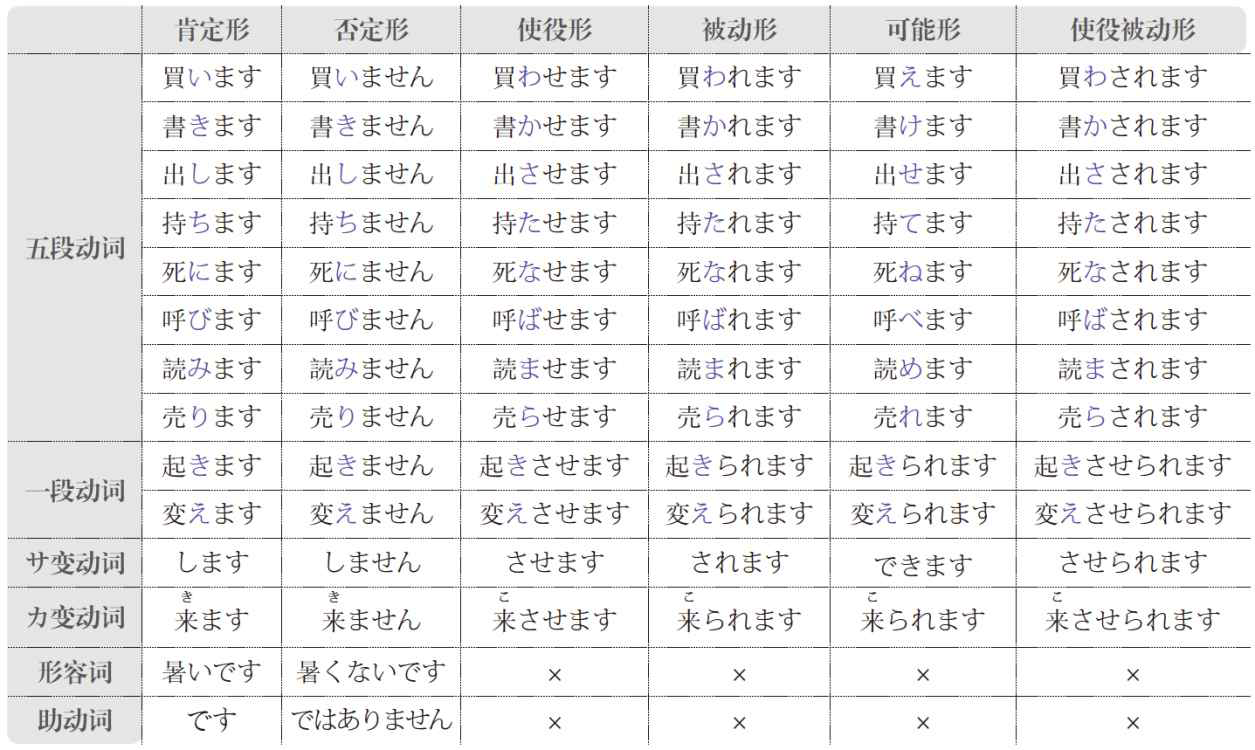 肯定形 否定形 使役形 被动形 可能形 使役被动形
五段动词 買います 買いません 買わせます 買われます 買えます 買わされます
書きます 書きません 書かせます 書かれます 書けます 書かされます
出します 出しません 出させます 出されます 出せます 出さされます
持ちます 持ちません 持たせます 持たれます 持てます 持たされます
死にます 死にません 死なせます 死なれます 死ねます 死なされます
呼びます 呼びません 呼ばせます 呼ばれます 呼べます 呼ばされます
読みます 読みません 読ませます 読まれます 読めます 読まされます
売ります 売りません 売らせます 売られます 売れます 売らされます
一段动词 起きます 起きません 起きさせます 起きられます 起きられます 起きさせられます
変えます 変えません 変えさせます 変えられます 変えられます 変えさせられます
サ变动词 します しません させます されます できます させられます
き き こ こ こ こ
カ变动词 来ます 来ません 来させます 来られます 来られます 来させられます
形容词 暑いです 暑くないです × × × ×
助动词 です ではありません × × × ×